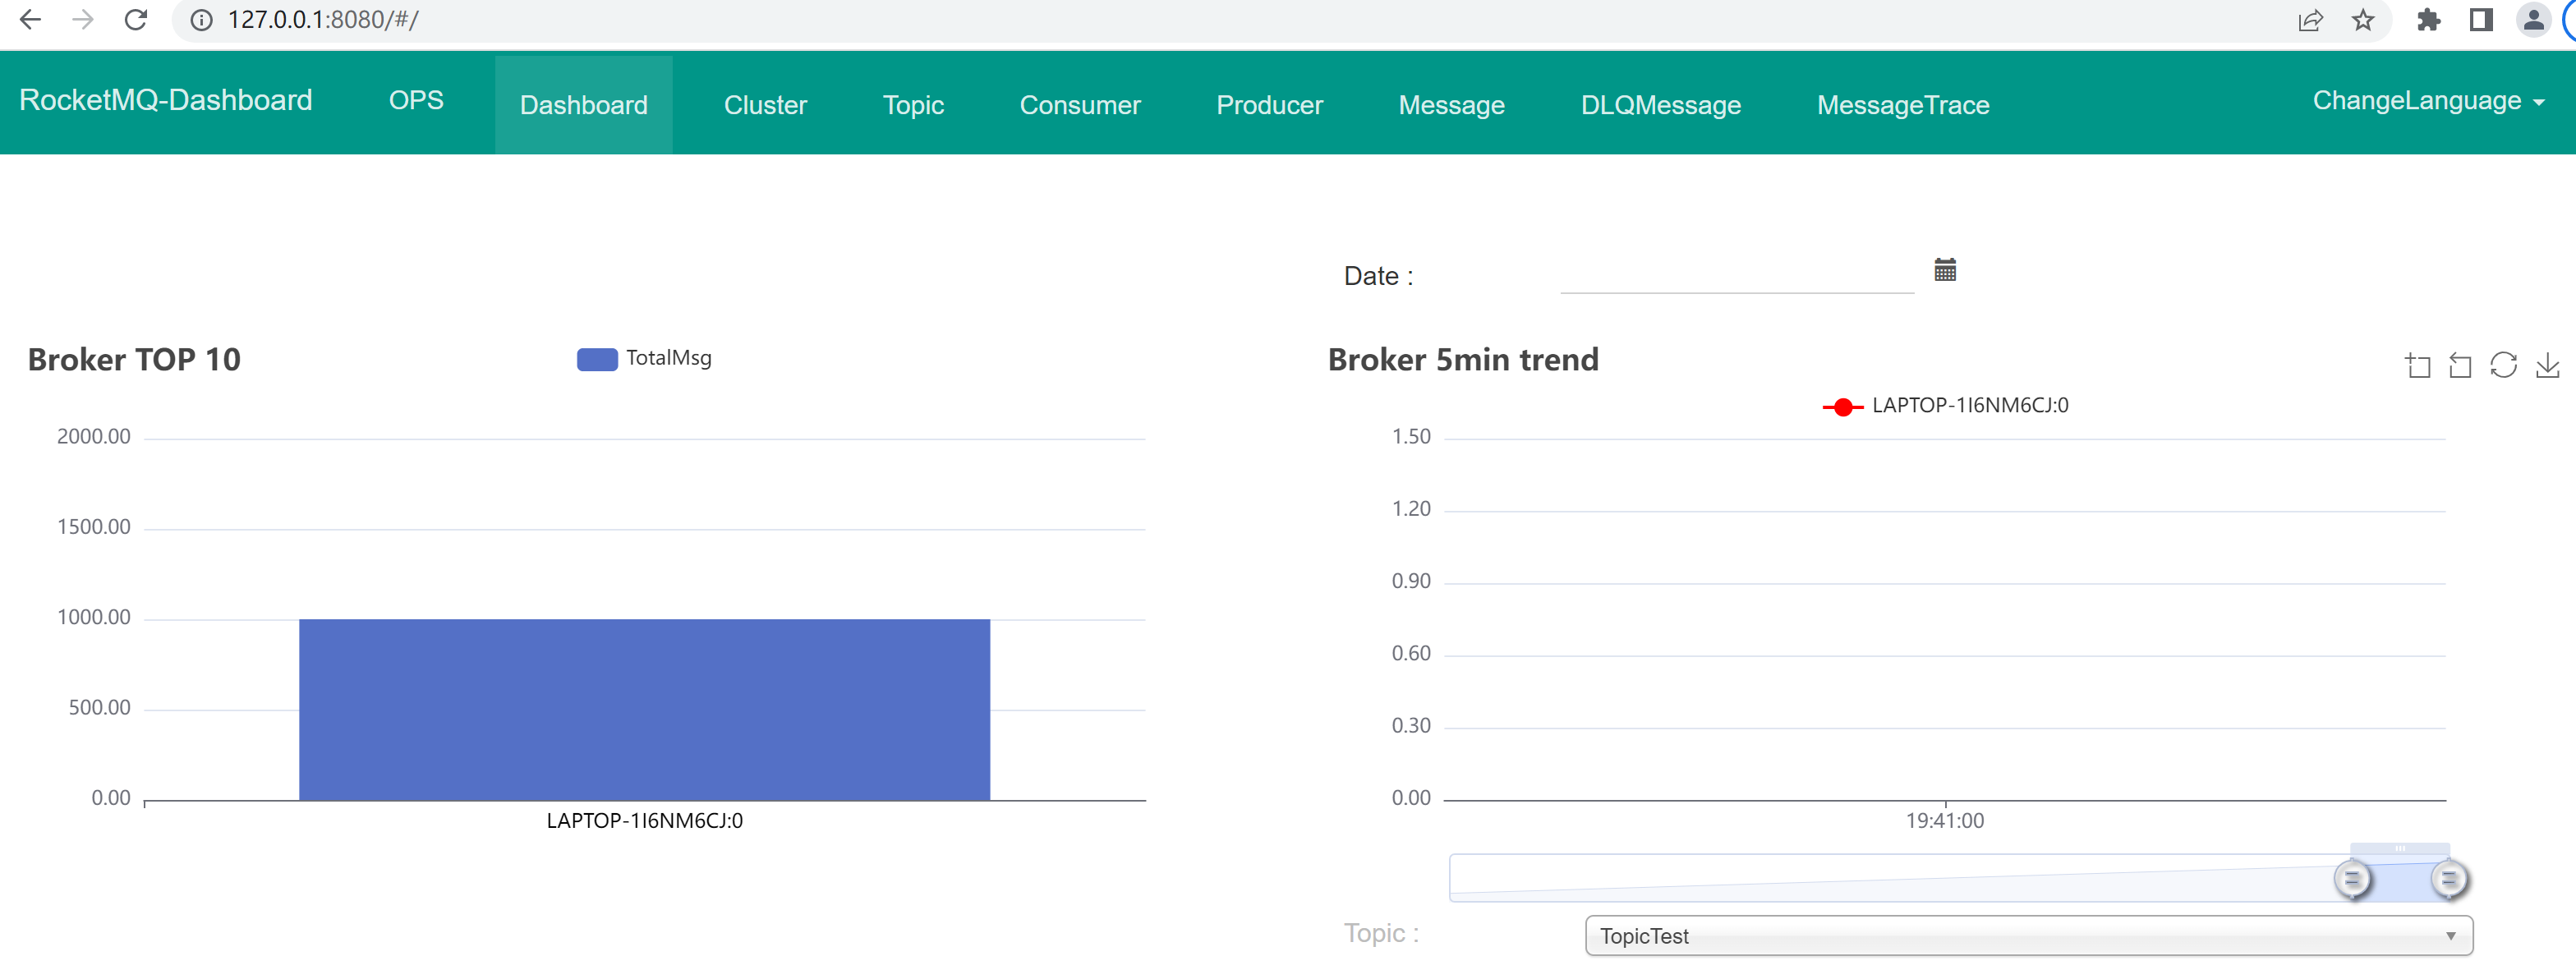 127.0.0.1:8080/#/
RocketMQ-Dashboard OPS Dashboard Cluster Topic Consumer Producer Message DLQMessage MessageTrace ChangeLanguage
Date :
Broker TOP 10
TotalMsg
2000.00
1500.00
1000.00
500.00
0.00
LAPTOP-1I6NM6CJ:0
Broker 5min trend
LAPTOP-1I6NM6CJ:0
1.50
1.20
0.90
0.60
0.30
0.00
19:41:00
Topic : TopicTest